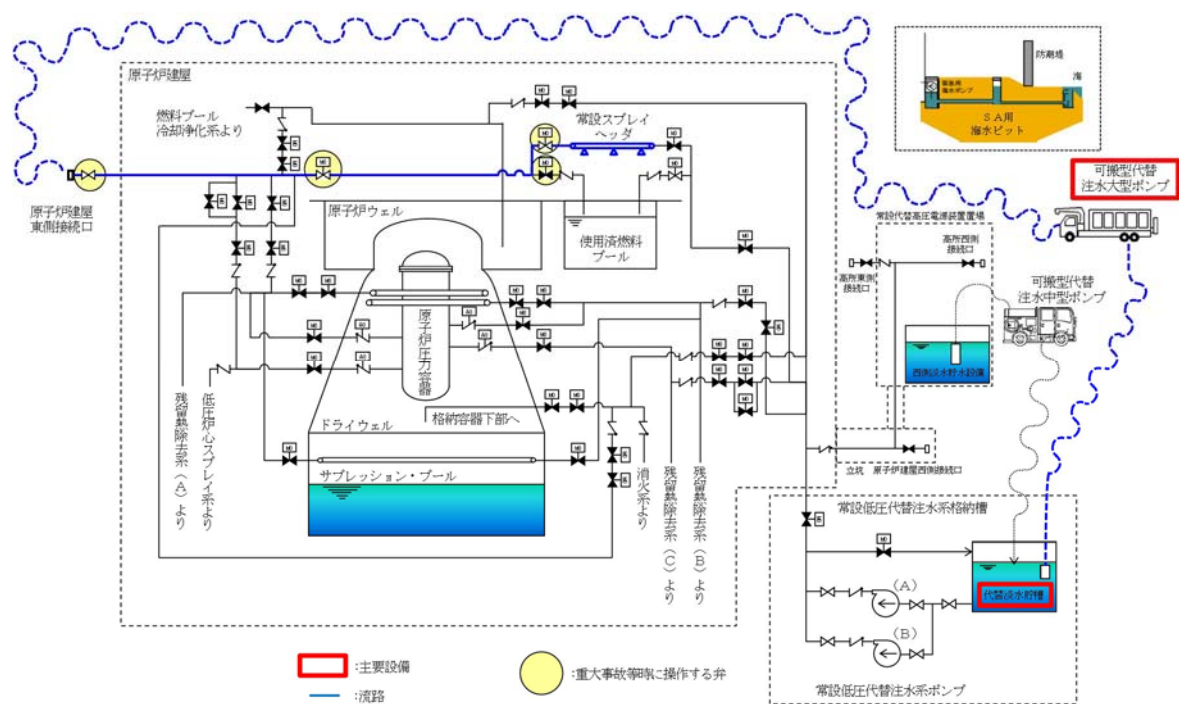 原子炉建屋
燃料プール
冷却浄化系より
常設スプレイ
ヘッダ
防潮堤
海
緊急用
海水ポンプ
ＳＡ用
海水ピット
可搬型代替
注水大型ポンプ
原子炉建屋
東側接続口
原子炉ウェル
使用済燃料
プール
常設代替高圧電源装置置場
高所西側
接続口
高所東側
接続口
可搬型代替
注水中型ポンプ
西側淡水貯水設備
原子炉圧力容器
格納容器下部へ
ドライウェル
サプレッション・プール
残留熱除去系（Ａ）より
低圧炉心スプレイ系より
消火系より
残留熱除去系（Ｃ）より
残留熱除去系（Ｂ）より
立坑
原子炉建屋西側接続口
常設低圧代替注水系格納槽
代替淡水貯槽
（Ａ）
（Ｂ）
常設低圧代替注水系ポンプ
:主要設備
:流路
:重大事故等時に操作する弁